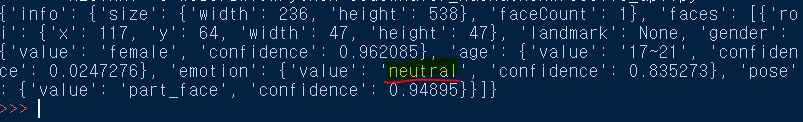 {'info': {'size': {'width': 236, 'height': 538}, 'faceCount': 1}, 'faces': [{'ro
i': {'x': 117, 'y': 64, 'width': 47, 'height': 47}, 'landmark': None, 'gender':
{'value': 'female', 'confidence': 0.962085}, 'age': {'value': '17~21', 'confiden
ce': 0.0247276}, 'emotion': {'value': 'neutral', 'confidence': 0.835273}, 'pose'
: {'value': 'part_face', 'confidence': 0.94895}}]}
>>>